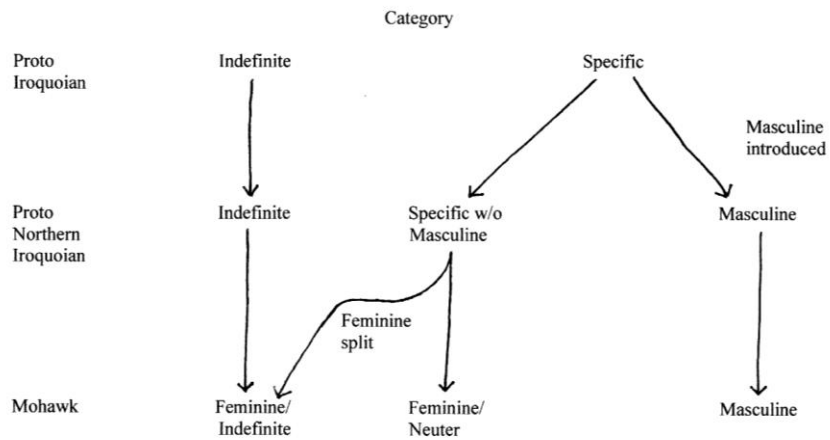 Category
Proto
Iroquoian
Indefinite
Specific
Masculine
introduced
Proto
Northern
Iroquoian
Indefinite
Specific w/o
Masculine
Masculine
Feminine
split
Mohawk
Feminine/
Indefinite
Feminine/
Neuter
Masculine